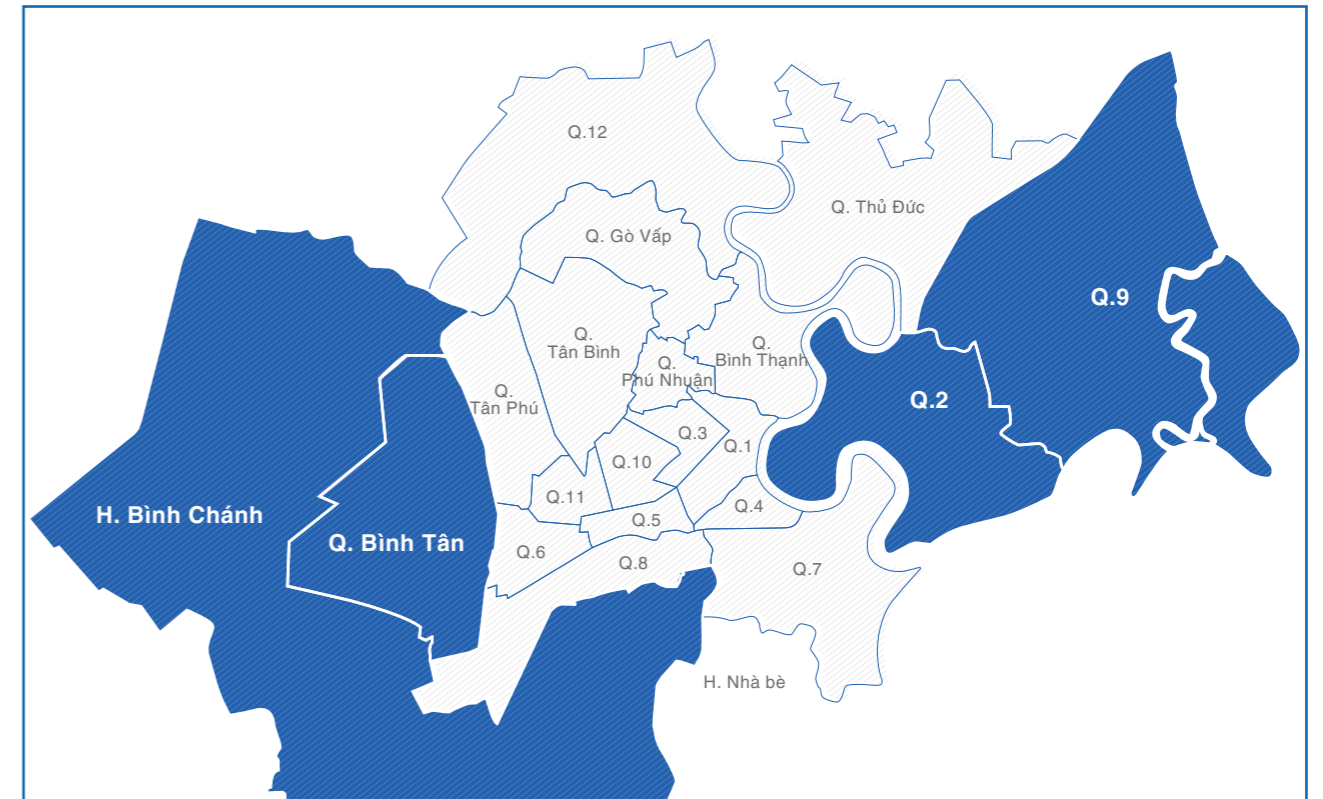 Q.12
Q. Thủ Đức
Q. Gò Vấp
Q.9
Q.
Tân Bình
Q.
Bình Thạnh
Q.
Phú Nhuận
Q.
Tân Phú
Q.2
Q.3
Q.1
Q.10
Q.11
Q.4
H. Bình Chánh
Q.5
Q. Bình Tân
Q.6
Q.8
Q.7
H. Nhà bè